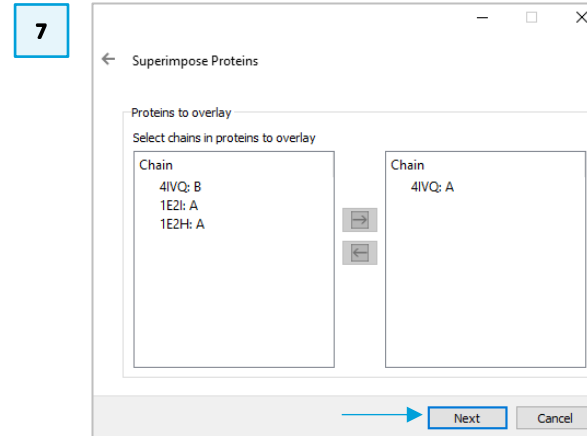 7
Superimpose Proteins
Proteins to overlay
Select chains in proteins to overlay
Chain
4IVQ: B
1E2I: A
1E2H: A
Chain
4IVQ: A
Next
Cancel